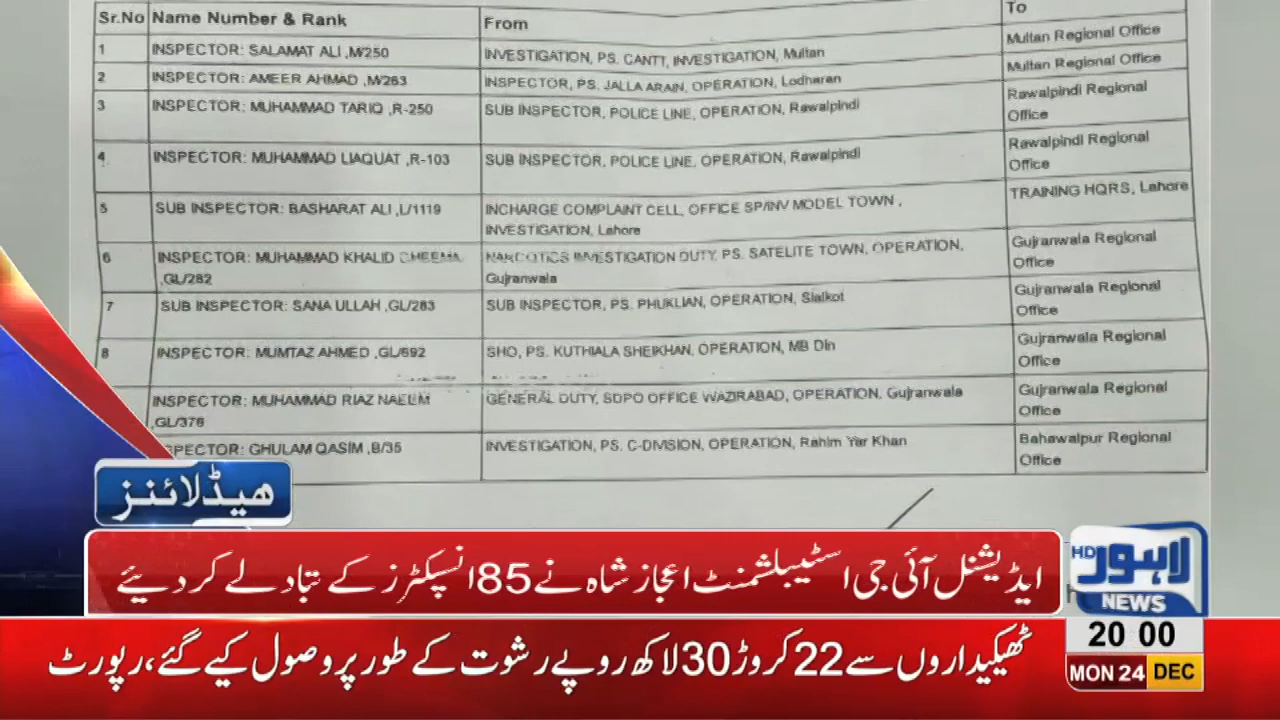 Sr.No Name Number & Rank From To
1 INSPECTOR: SALAMAT ALI ,M/250 INVESTIGATION, PS. CANTT, INVESTIGATION, Multan Multan Regional Office
2 INSPECTOR: AMEER AHMAD ,M/263 INSPECTOR, PS. JALLA ARAIN, OPERATION, Lodharan Multan Regional Office
3 INSPECTOR: MUHAMMAD TARIQ ,R-250 SUB INSPECTOR, POLICE LINE, OPERATION, Rawalpindi Rawalpindi Regional
Office
4 INSPECTOR: MUHAMMAD LIAQUAT ,R-103 SUB INSPECTOR, POLICE LINE, OPERATION, Rawalpindi Rawalpindi Regional
Office
5 SUB INSPECTOR: BASHARAT ALI ,L/1119 INCHARGE COMPLAINT CELL, OFFICE SP/INV MODEL TOWN , TRAINING HQRS, Lahore
INVESTIGATION, Lahore
6 INSPECTOR: MUHAMMAD KHALID CHEEMA NARCOTICS INVESTIGATION DUTY, PS. SATELITE TOWN, OPERATION, Gujranwala Regional
,GL/282 Gujranwala Office
7 SUB INSPECTOR: SANA ULLAH ,GL/283 SUB INSPECTOR, PS. PHUKLIAN, OPERATION, Sialkot Gujranwala Regional
Office
8 INSPECTOR: MUMTAZ AHMED ,GL/692 SHO, PS. KUTHIALA SHEIKHAN, OPERATION, MB Din Gujranwala Regional
Office
INSPECTOR: MUHAMMAD RIAZ NAEEM GENERAL DUTY, SDPO OFFICE WAZIRABAD, OPERATION, Gujranwala Gujranwala Regional
,GL/376 Office
SPECTOR: GHULAM QASIM ,B/35 INVESTIGATION, PS. C-DIVISION, OPERATION, Rahim Yar Khan Bahawalpur Regional
Office
ھیڈلائنز
ایڈیشنل آئی جی اسٹیبلشمنٹ اعجاز شاہ نے 85 انسپکٹرز کے تبادلے کر دیئے
HD لاہور
NEWS
20 00
ٹھیکیداروں سے 22 کروڑ 30 لاکھ روپے رشوت کے طور پر وصول کیے گئے، رپورٹ
MON 24 DEC